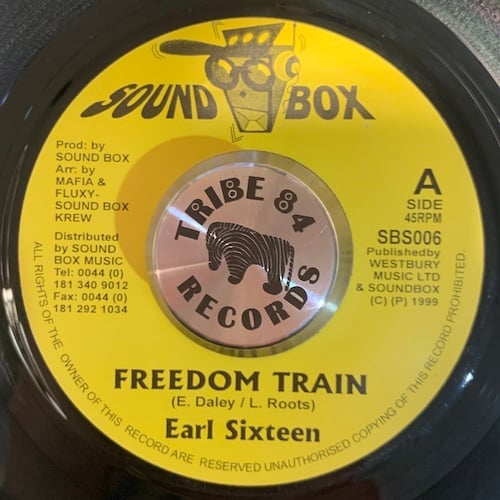 SOUND BOX
Prod: by
SOUND BOX
Arr: by
MAFIA &
FLUXY-
SOUND BOX
KREW
Distributed
by SOUND
BOX MUSIC
Tel: 0044 (0)
181 340 9012
Fax: 0044 (0)
181 292 1034
TRIBE 84
RECORDS
A
SIDE
45RPM
SBS006
Publishedby
WESTBURY
MUSIC LTD
& SOUNDBOX
(C) (P) 1999
FREEDOM TRAIN
(E. Daley / L. Roots)
Earl Sixteen
ALL RIGHTS OF THE OWNER OF THIS RECORD ARE RESERVED UNAUTHORISED COPYING OF THIS RECORD PROHIBITED.